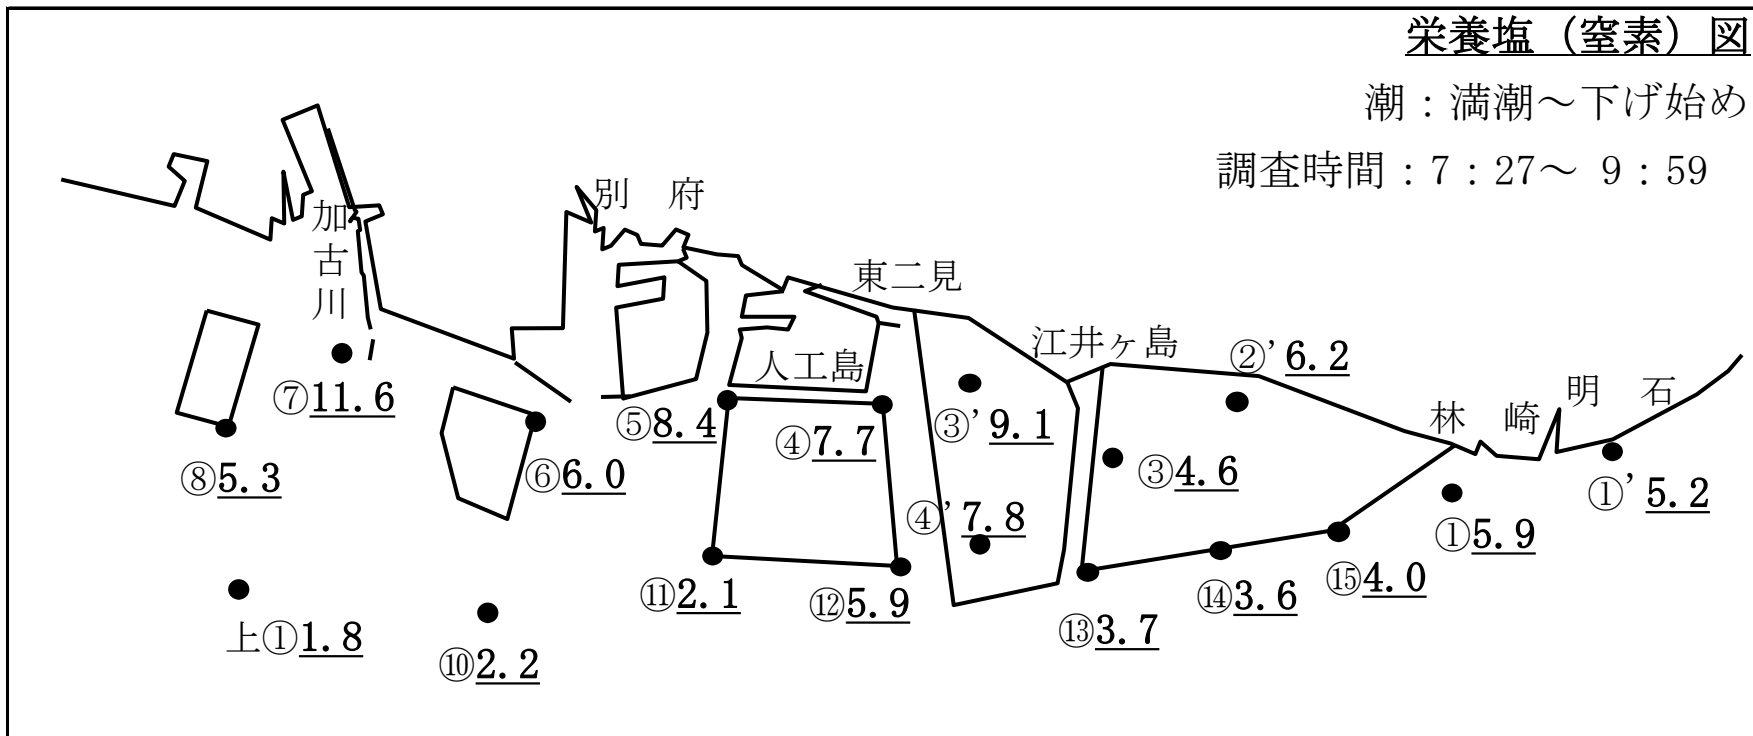 栄養塩（窒素）図
潮：満潮～下げ始め
調査時間：7：27～ 9：59
別 府
加古川
東二見
江井ヶ島
人工島
林 崎
明 石
②' 6.2
⑦11.6
⑤8.4
④7.7
③' 9.1
⑧5.3
⑥6.0
③4.6
①' 5.2
④' 7.8
①5.9
⑪2.1
⑫5.9
⑭3.6
⑮4.0
上①1.8
⑩2.2
⑬3.7